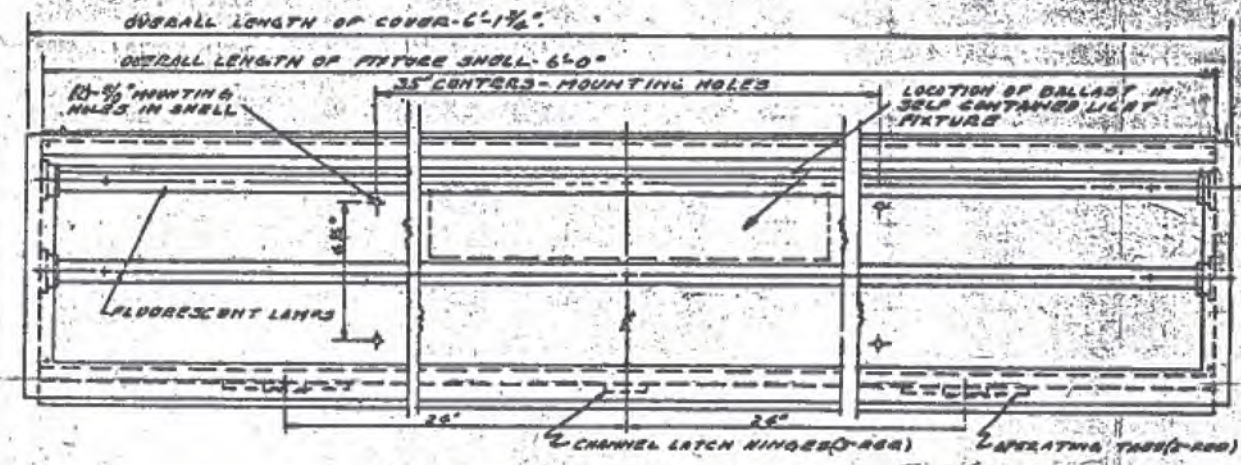 OVERALL LENGTH OF COVER-6'-1¾"
OVERALL LENGTH OF FIXTURE SHELL-6'-0"
35" CENTERS-MOUNTING HOLES
MOUNTING
HOLES IN SHELL
LOCATION OF BALLAST IN
SELF CONTAINED LIGHT
FIXTURE
FLUORESCENT LAMPS
24"
24"
CHANNEL LATCH HINGES
OPERATING TABS